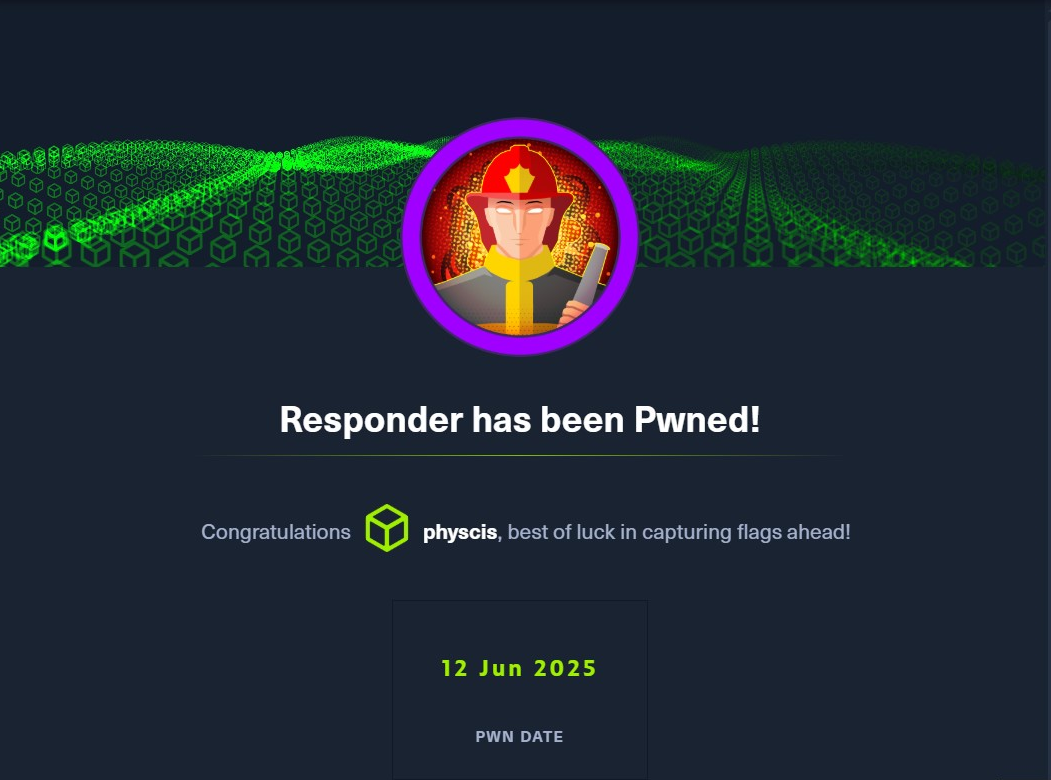 Responder has been Pwned!
Congratulations physcis, best of luck in capturing flags ahead!
12 Jun 2025
PWN DATE